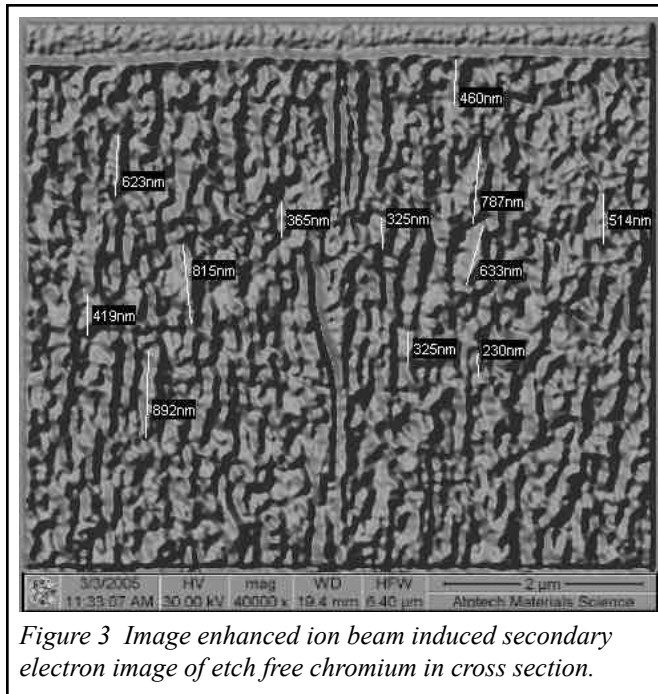 460nm
623nm
787nm
365nm
325nm
514nm
815nm
633nm
419nm
325nm
230nm
892nm
3/3/2005 HV mag WD HFW 2 µm
11:33:07 AM 30.00 kV 40000 x 19.4 mm 6.40 µm Atotech Materials Science
Figure 3 Image enhanced ion beam induced secondary
electron image of etch free chromium in cross section.